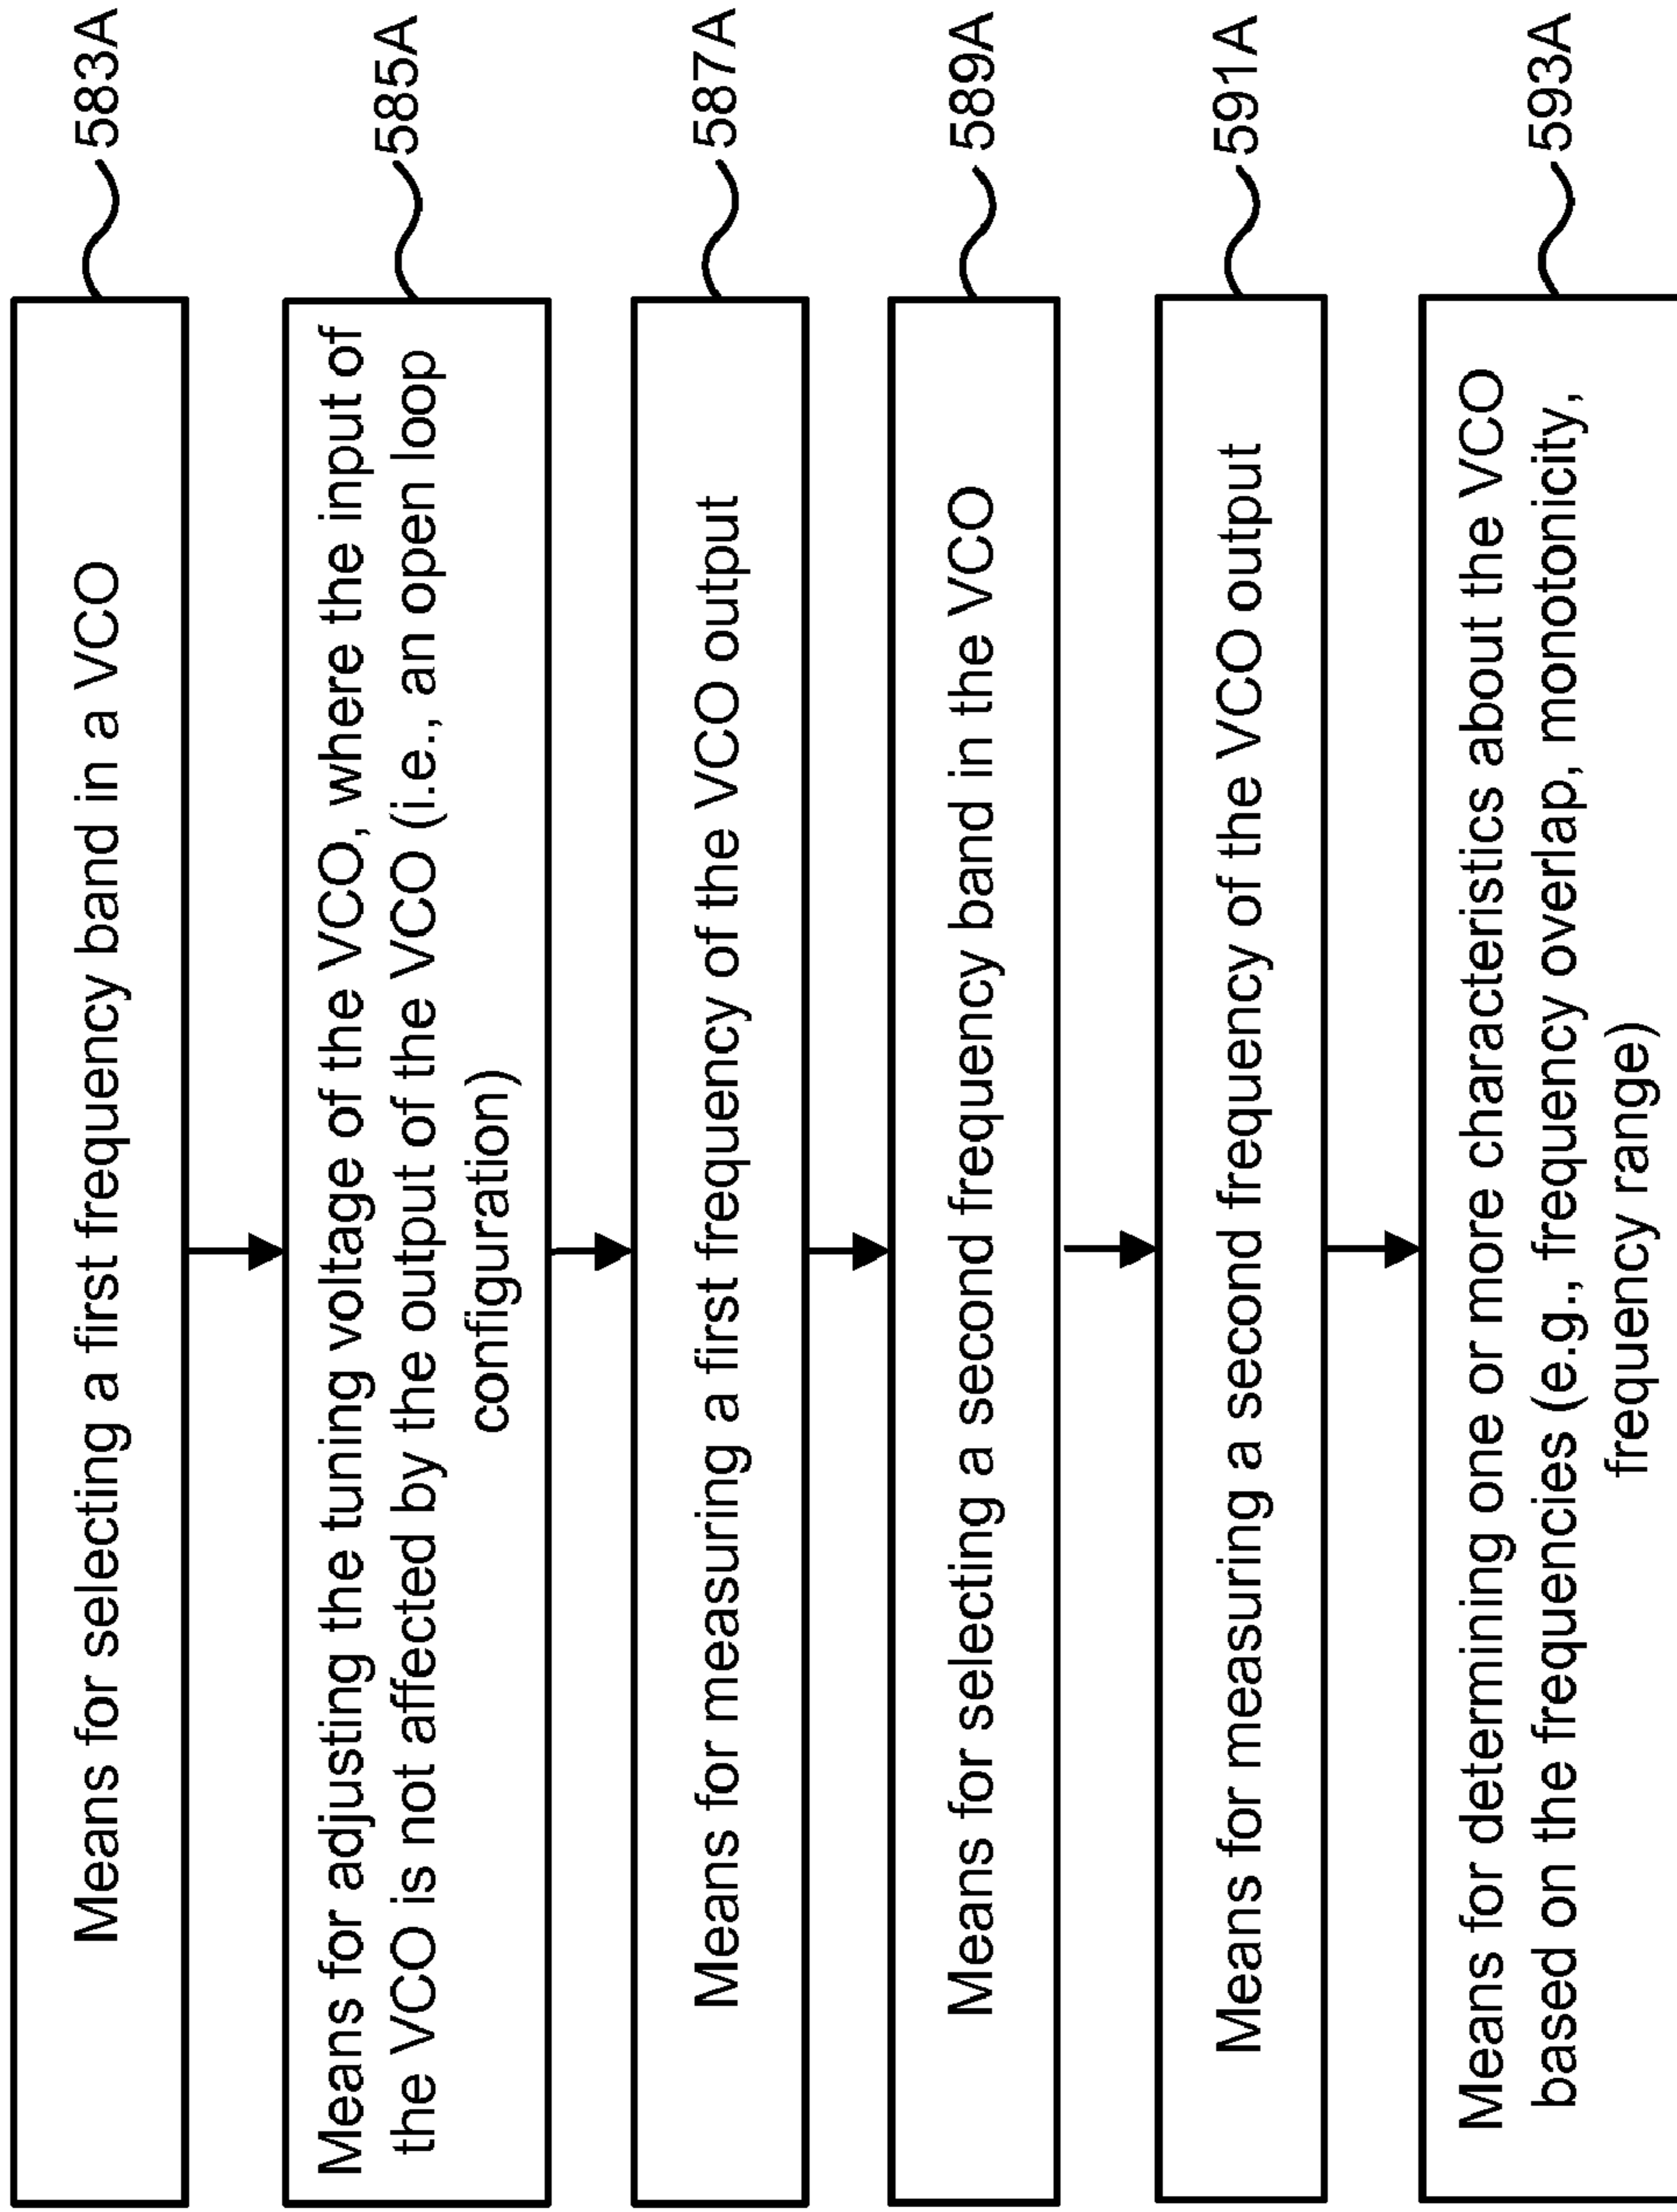 Means for selecting a first frequency band in a VCO
583A
Means for adjusting the tuning voltage of the VCO, where the input of
the VCO is not affected by the output of the VCO (i.e., an open loop
configuration)
585A
Means for measuring a first frequency of the VCO output
587A
Means for selecting a second frequency band in the VCO
589A
Means for measuring a second frequency of the VCO output
591A
Means for determining one or more characteristics about the VCO
based on the frequencies (e.g., frequency overlap, monotonicity,
frequency range)
593A